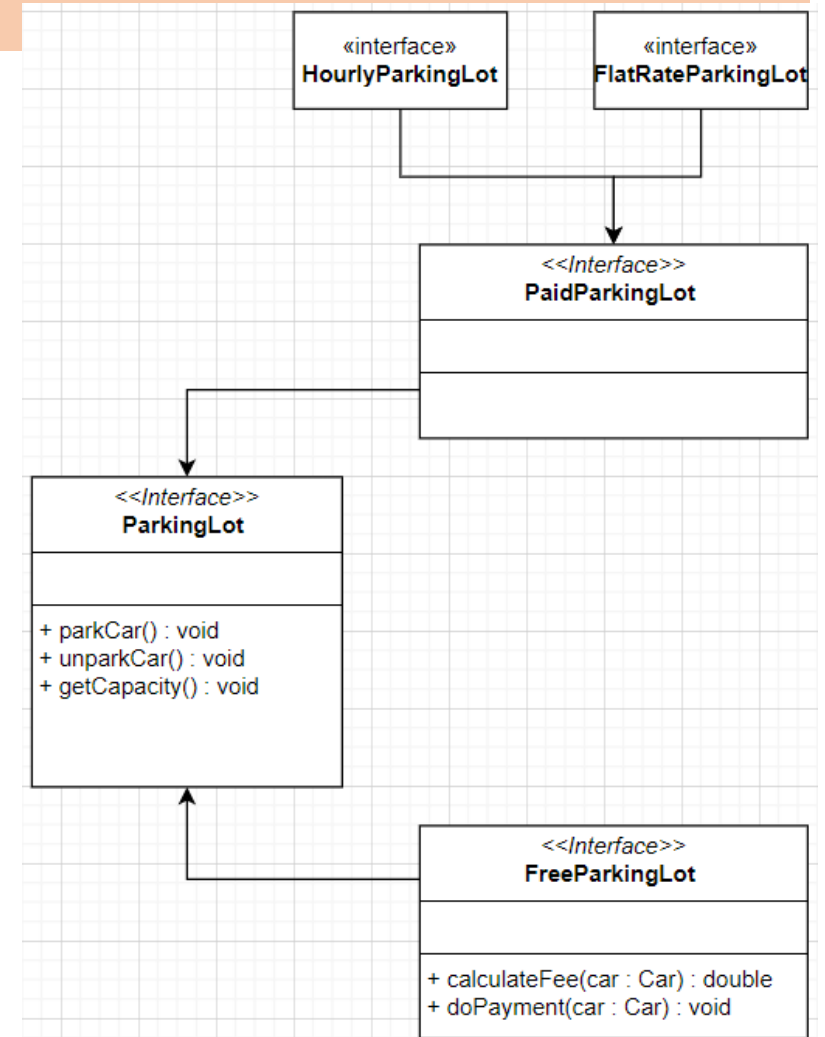 «interface»
HourlyParkingLot
«interface»
FlatRateParkingLot
<<Interface>>
PaidParkingLot
<<Interface>>
ParkingLot
+ parkCar() : void
+ unparkCar() : void
+ getCapacity() : void
<<Interface>>
FreeParkingLot
+ calculateFee(car : Car) : double
+ doPayment(car : Car) : void